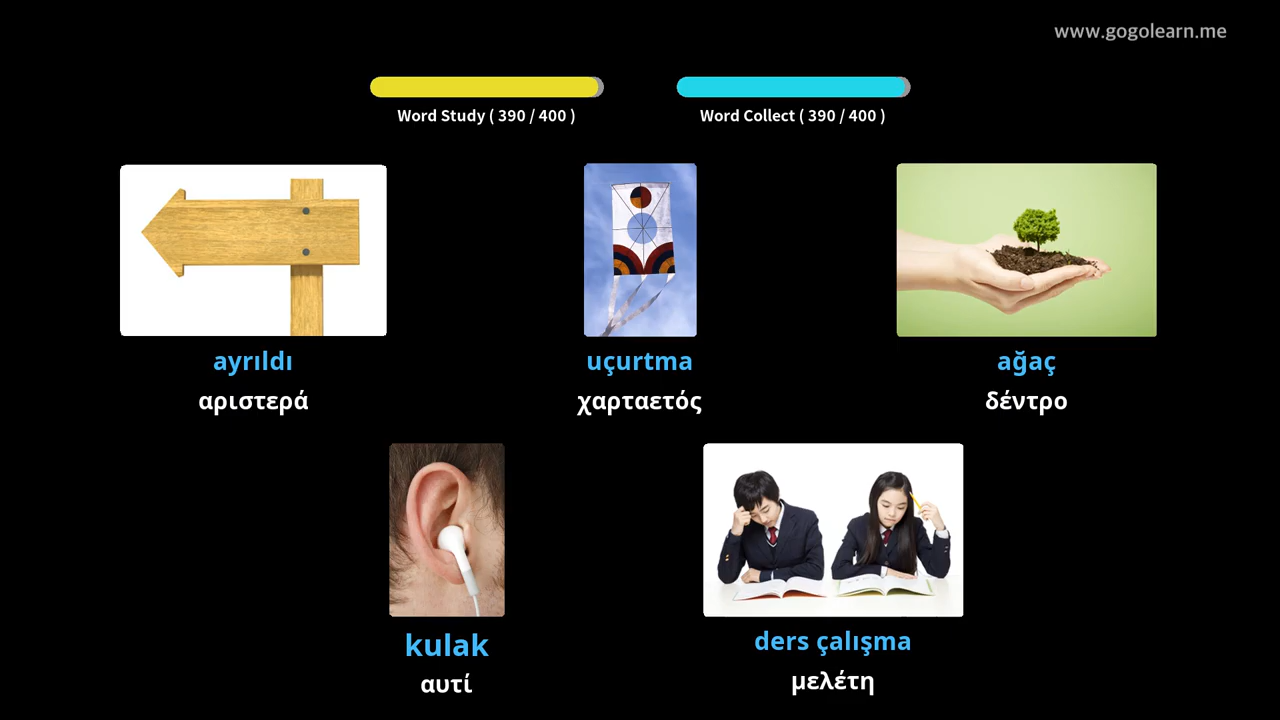 www.gogolearn.me
Word Study ( 390 / 400 )
Word Collect ( 390 / 400 )
ayrıldı
αριστερά
uçurtma
χαρταετός
ağaç
δέντρο
kulak
αυτί
ders çalışma
μελέτη